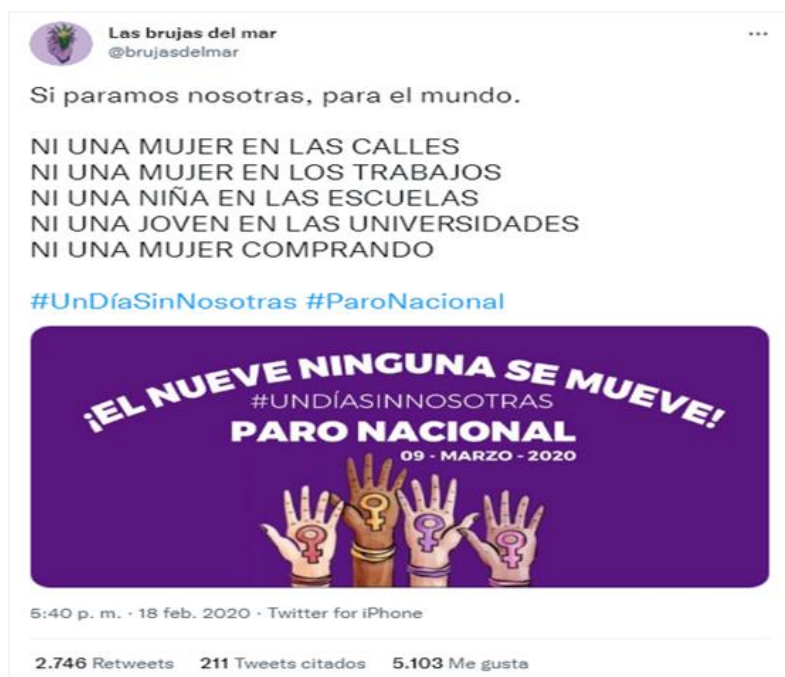 Las brujas del mar
@brujasdelmar
Si paramos nosotras, para el mundo.
NI UNA MUJER EN LAS CALLES
NI UNA MUJER EN LOS TRABAJOS
NI UNA NIÑA EN LAS ESCUELAS
NI UNA JOVEN EN LAS UNIVERSIDADES
NI UNA MUJER COMPRANDO
#UnDíaSinNosotras #ParoNacional
¡EL NUEVE NINGUNA SE MUEVE!
#UNDÍASINNOSOTRAS
PARO NACIONAL
09 - MARZO - 2020
5:40 p. m. · 18 feb. 2020 · Twitter for iPhone
2.746 Retweets 211 Tweets citados 5.103 Me gusta